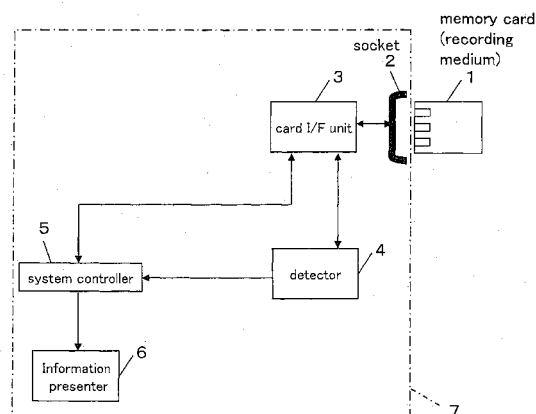 memory card
(recording
medium)
socket
2
1
3
card I/F unit
5
4
system controller
detector
6
Information
presenter
7